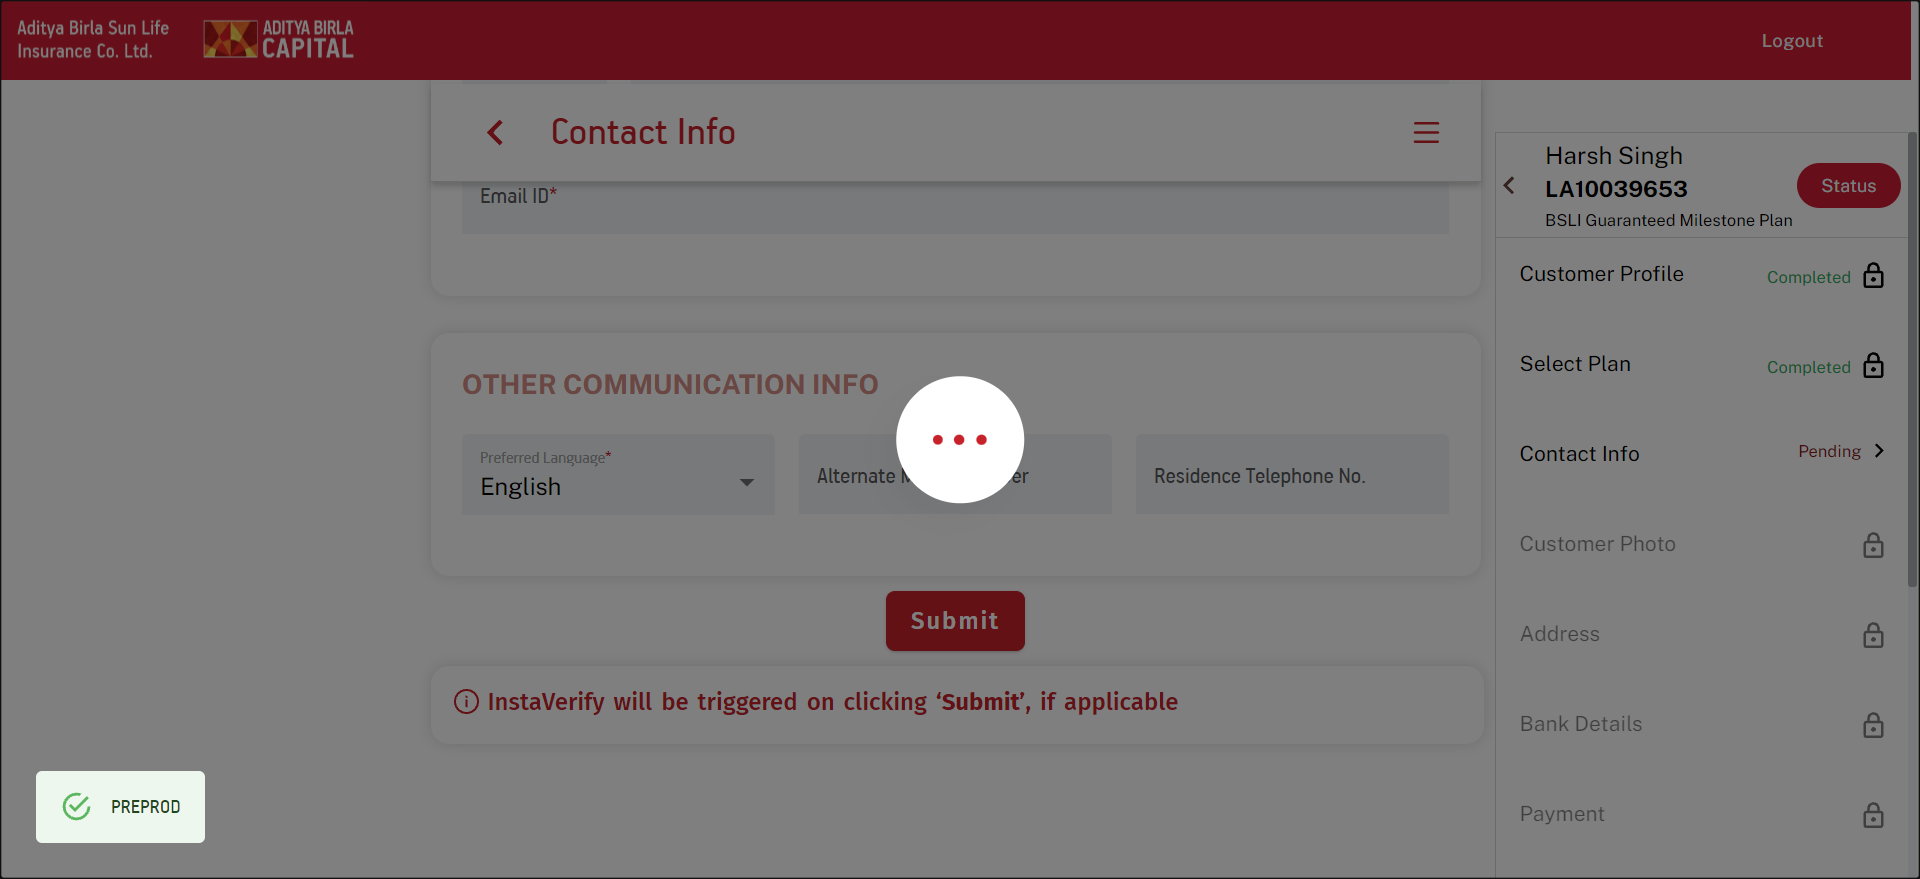 Aditya Birla Sun Life
Insurance Co. Ltd.
ADITYA BIRLA
CAPITAL
Logout
Contact Info
Email ID*
OTHER COMMUNICATION INFO
Preferred Language*
English
Alternate
er
Residence Telephone No.
Submit
InstaVerify will be triggered on clicking ‘Submit’, if applicable
PREPROD
Harsh Singh
LA10039653
BSLI Guaranteed Milestone Plan
Status
Customer Profile
Completed
Select Plan
Completed
Contact Info
Pending
Customer Photo
Address
Bank Details
Payment